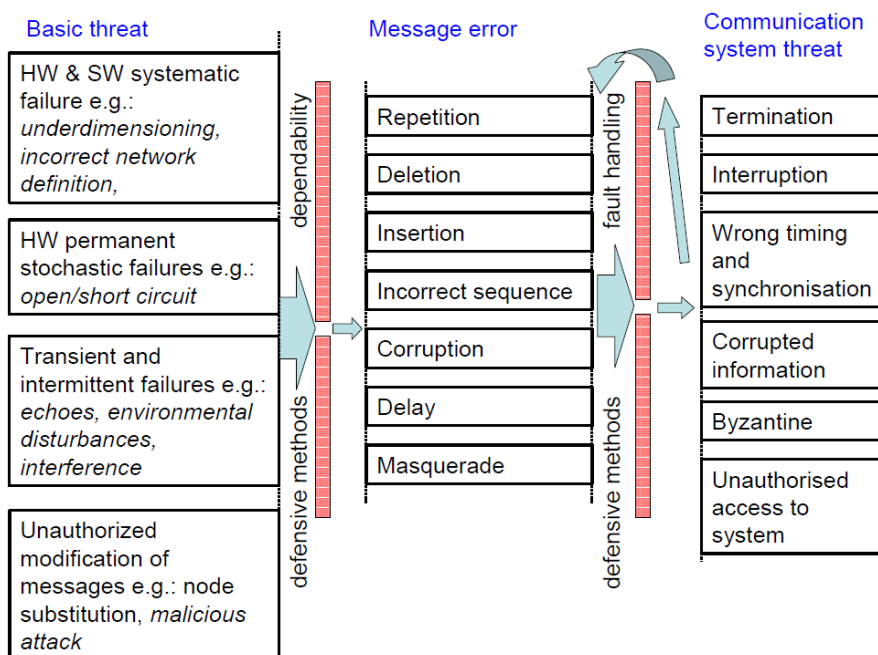 Basic threat
HW & SW systematic
failure e.g.:
underdimensioning,
incorrect network
definition,
HW permanent
stochastic failures e.g.:
open/short circuit
Transient and
intermittent failures e.g.:
echoes, environmental
disturbances,
interference
Unauthorized
modification of
messages e.g.: node
substitution, malicious
attack
dependability
defensive methods
Message error
Repetition
Deletion
Insertion
Incorrect sequence
Corruption
Delay
Masquerade
fault handling
defensive methods
Communication
system threat
Termination
Interruption
Wrong timing
and
synchronisation
Corrupted
information
Byzantine
Unauthorised
access to
system